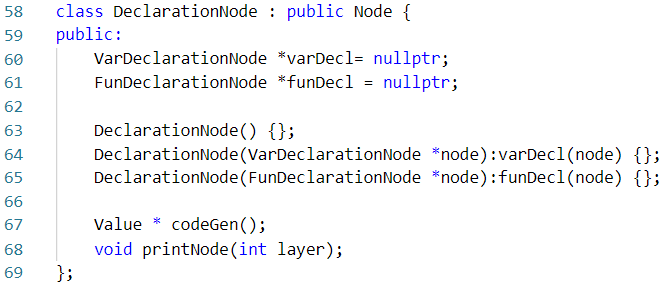 58 class DeclarationNode : public Node {
59 public:
60     VarDeclarationNode *varDecl= nullptr;
61     FunDeclarationNode *funDecl = nullptr;
62
63     DeclarationNode() {};
64     DeclarationNode(VarDeclarationNode *node):varDecl(node) {};
65     DeclarationNode(FunDeclarationNode *node):funDecl(node) {};
66
67     Value * codeGen();
68     void printNode(int layer);
69 };